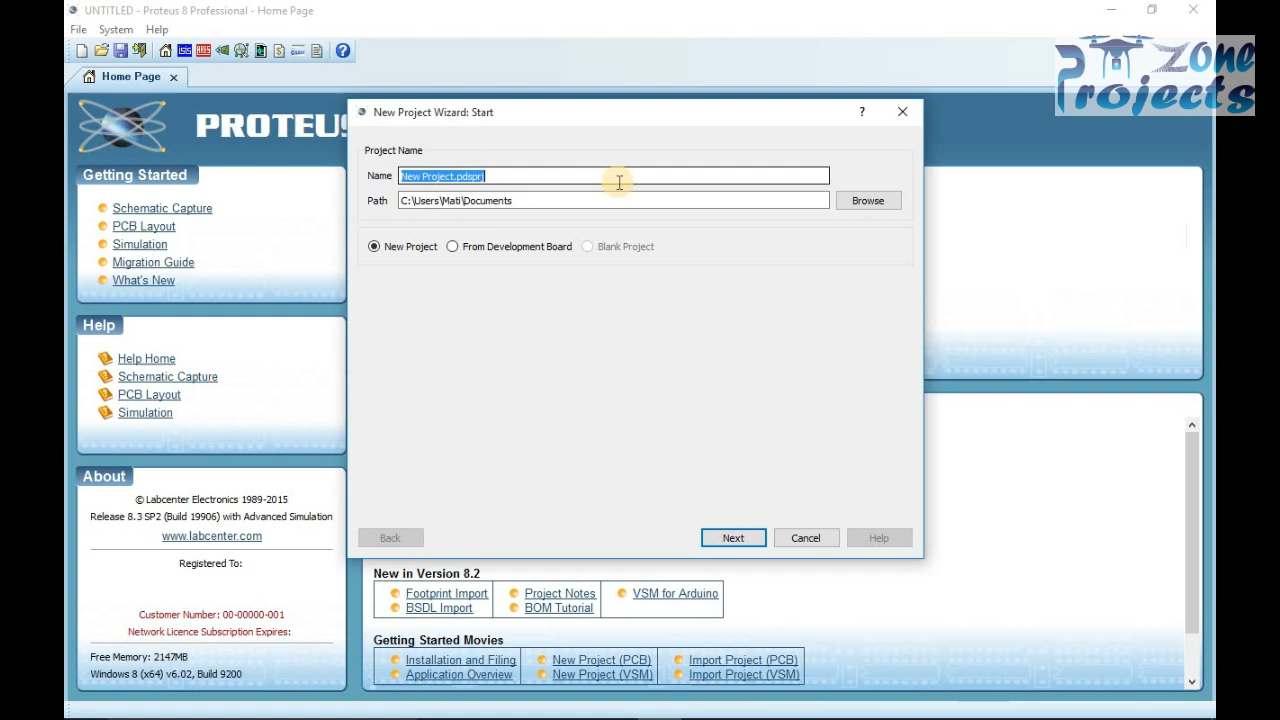 UNTITLED - Proteus 8 Professional - Home Page
File System Help
Home Page
zone
Projects
PROTEUS
Getting Started
Schematic Capture
PCB Layout
Simulation
Migration Guide
What's New
Help
Help Home
Schematic Capture
PCB Layout
Simulation
About
© Labcenter Electronics 1989-2015
Release 8.3 SP2 (Build 19906) with Advanced Simulation
www.labcenter.com
Registered To:
Customer Number: 00-00000-001
Network Licence Subscription Expires:
Free Memory: 2147MB
Windows 8 (x64) v6.02, Build 9200
New Project Wizard: Start
Project Name
Name New Project.pdsprj
Path C:\Users\Mati\Documents Browse
New Project From Development Board Blank Project
Back Next Cancel Help
New in Version 8.2
Footprint Import Project Notes VSM for Arduino
BSDL Import BOM Tutorial
Getting Started Movies
Installation and Filing New Project (PCB) Import Project (PCB)
Application Overview New Project (VSM) Import Project (VSM)